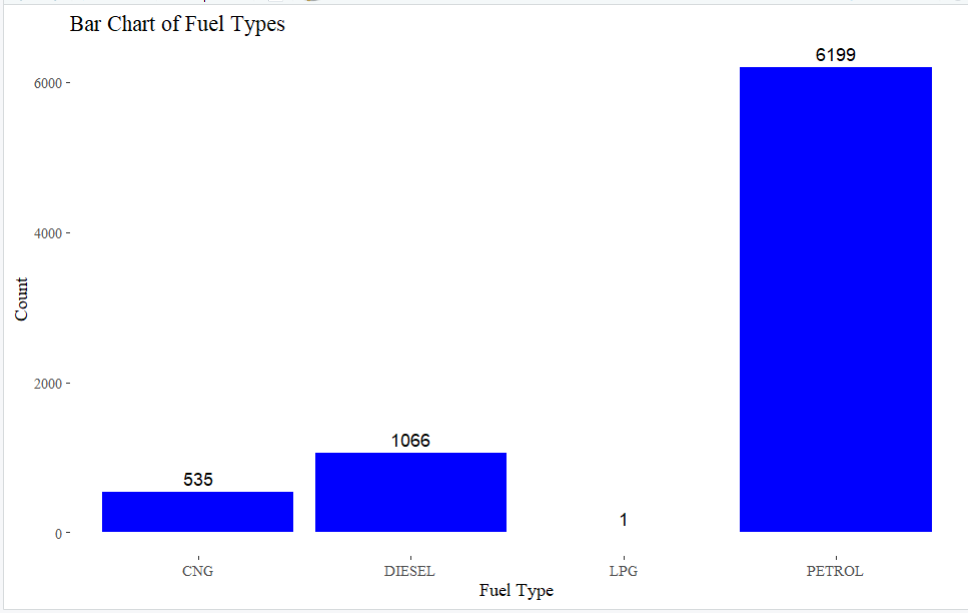 Bar Chart of Fuel Types
6199
6000
4000
Count
2000
1066
535
1
0
CNG DIESEL LPG PETROL
Fuel Type